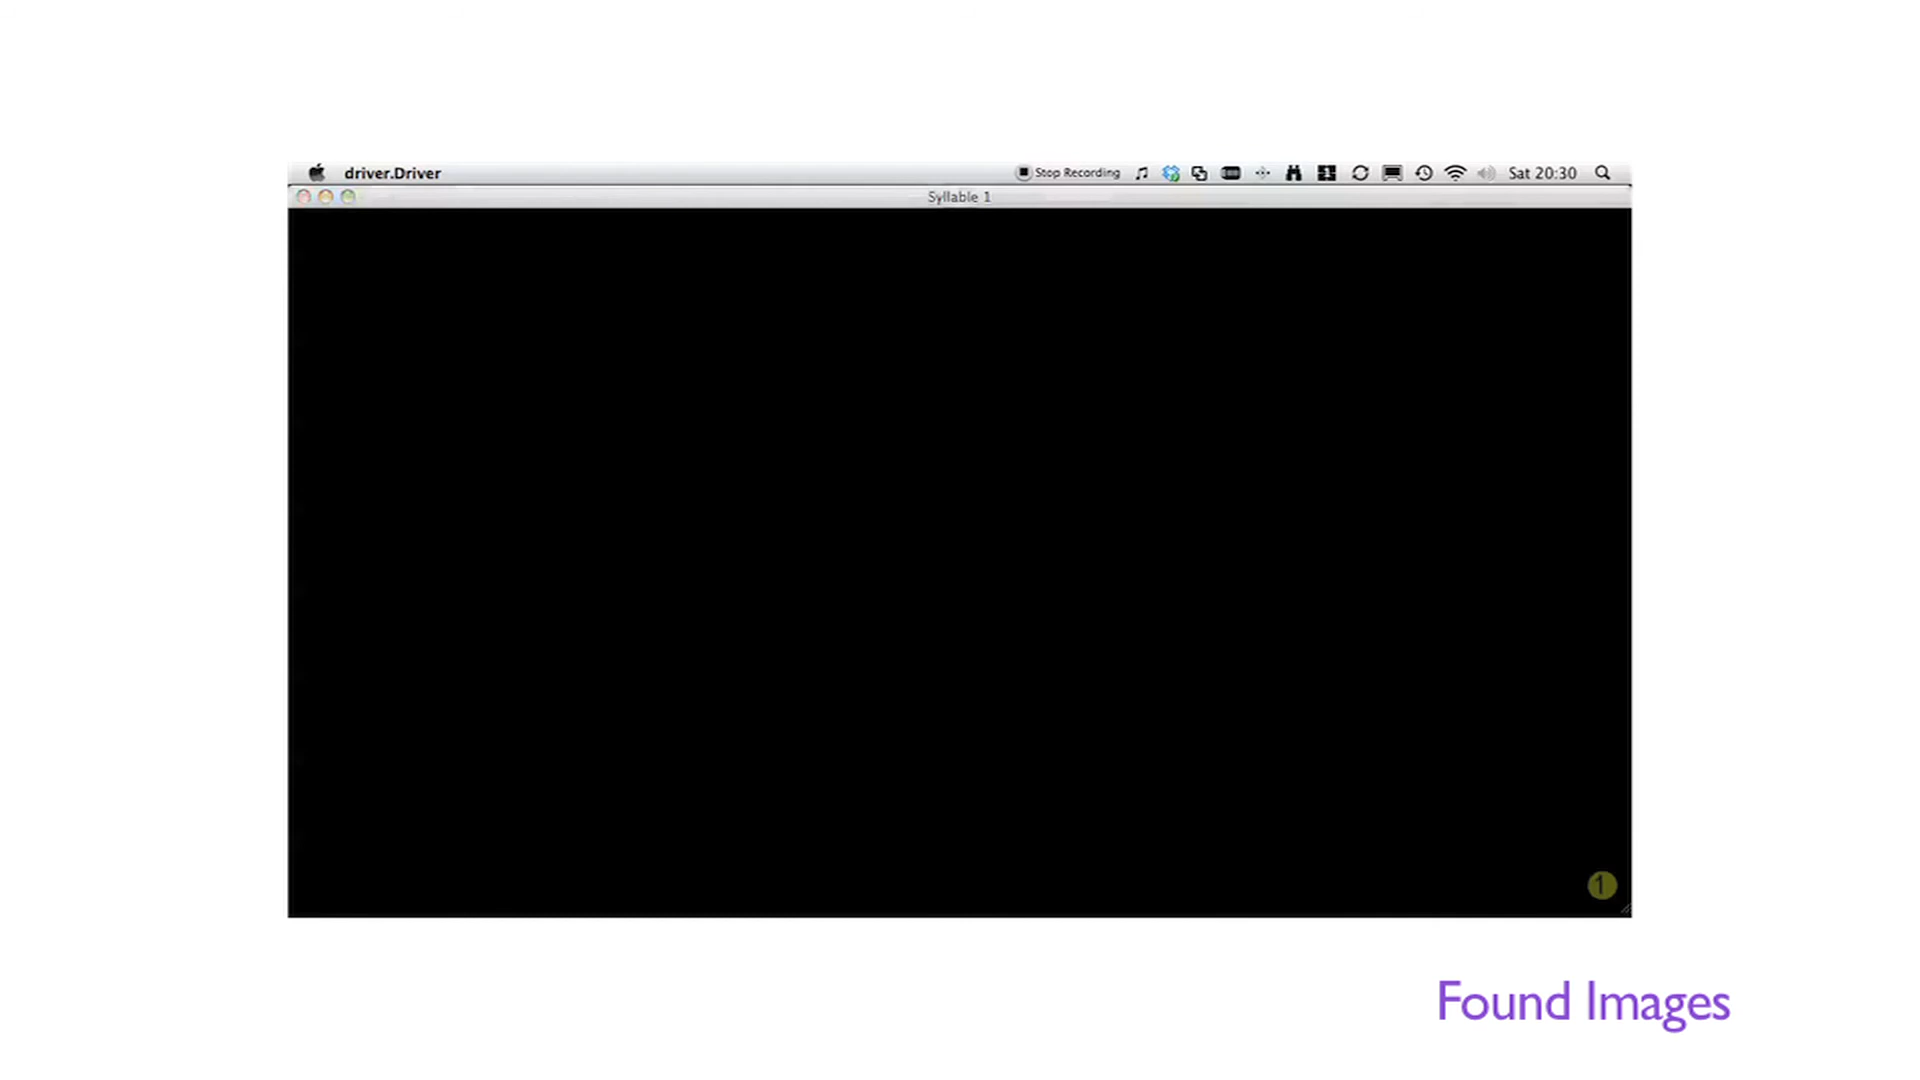 driver.Driver
Stop Recording
Sat 20:30
Syllable 1
1
Found Images